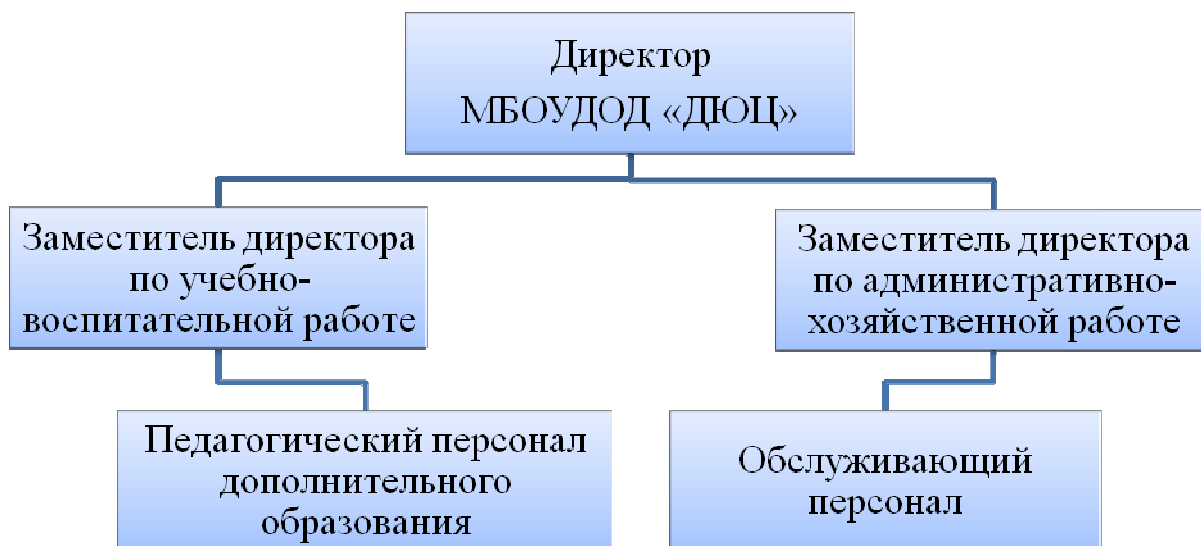 Директор
МБОУДОД «ДЮЦ»
Заместитель директора
по учебно-
воспитательной работе
Заместитель директора
по административно-
хозяйственной работе
Педагогический персонал
дополнительного
образования
Обслуживающий
персонал